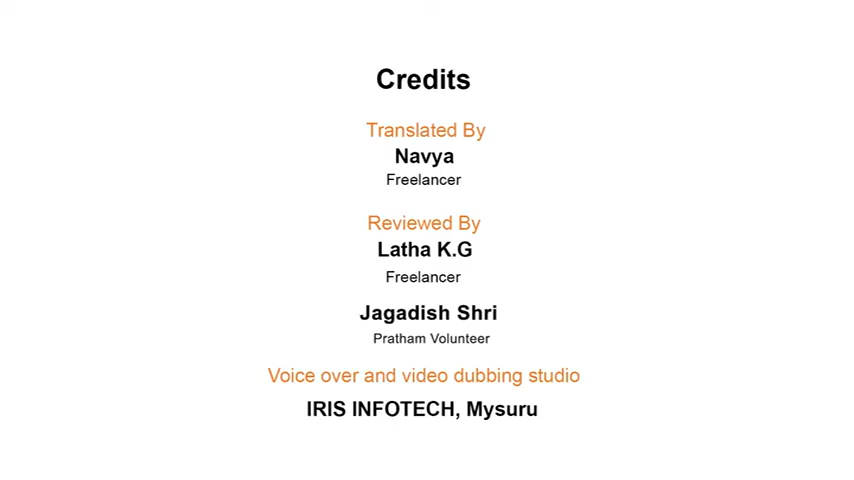 Credits
Translated By
Navya
Freelancer
Reviewed By
Latha K.G
Freelancer
Jagadish Shri
Pratham Volunteer
Voice over and video dubbing studio
IRIS INFOTECH, Mysuru